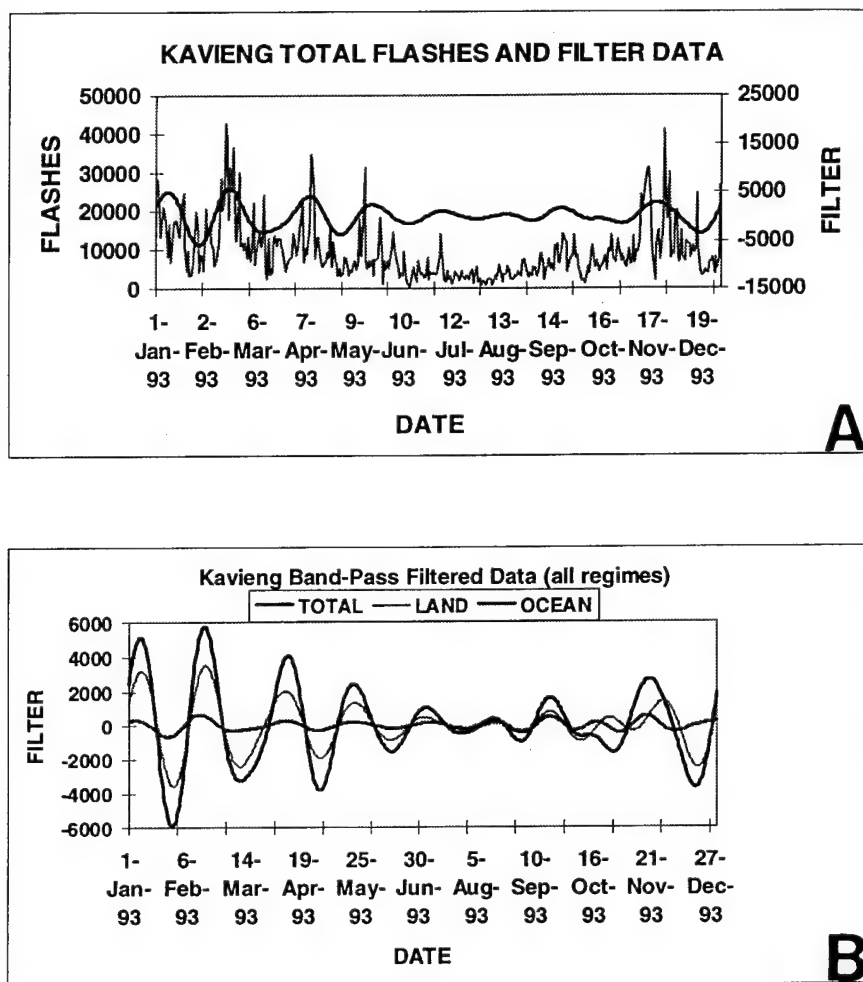 KAVIENG TOTAL FLASHES AND FILTER DATA
50000
40000
30000
20000
10000
0
FLASHES
25000
15000
5000
-5000
-15000
FILTER
1- 2- 6- 7- 9- 10- 12- 13- 14- 16- 17- 19-
Jan- Feb- Mar- Apr- May- Jun- Jul- Aug- Sep- Oct- Nov- Dec-
93 93 93 93 93 93 93 93 93 93 93 93
DATE
A
Kavieng Band-Pass Filtered Data (all regimes)
TOTAL LAND OCEAN
6000
4000
2000
0
-2000
-4000
-6000
FILTER
1- 6- 14- 19- 25- 30- 5- 10- 16- 21- 27-
Jan- Feb- Mar- Apr- May- Jun- Aug- Sep- Oct- Nov- Dec-
93 93 93 93 93 93 93 93 93 93 93
DATE
B